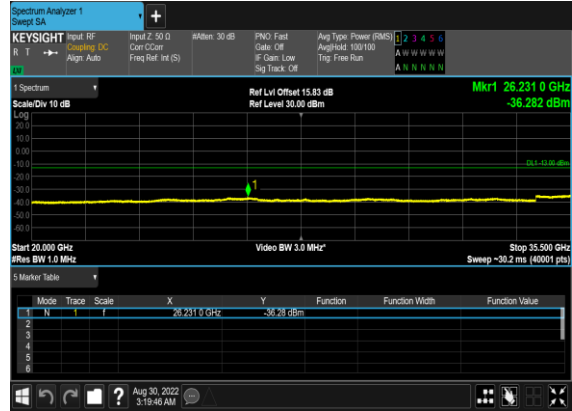 Spectrum Analyzer 1
Swept SA
KEYSIGHT Input: RF Input Z: 50 Ω #Atten: 30 dB PNO: Fast Avg Type: Power (RMS) 1 2 3 4 5 6
R T Coupling: DC Corr CCorr Gate: Off Avg|Hold: 100/100 A W W W W W
Align: Auto Freq Ref: Int (S) IF Gain: Low Trig: Free Run
LW Sig Track: Off A N N N N N
1 Spectrum Ref Lvl Offset 15.83 dB Mkr1 26.231 0 GHz
Scale/Div 10 dB Ref Level 30.00 dBm -36.282 dBm
Log
20.0
10.0
0.00
-10.0
DL1 -13.00 dBm
-20.0
-30.0
1
-40.0
-50.0
-60.0
Start 20.000 GHz Video BW 3.0 MHz* Stop 35.500 GHz
#Res BW 1.0 MHz Sweep ~30.2 ms (40001 pts)
5 Marker Table
Mode Trace Scale X Y Function Function Width Function Value
1 N 1 f 26.231 0 GHz -36.28 dBm
2
3
4
5
6
? Aug 30, 2022
3:19:46 AM